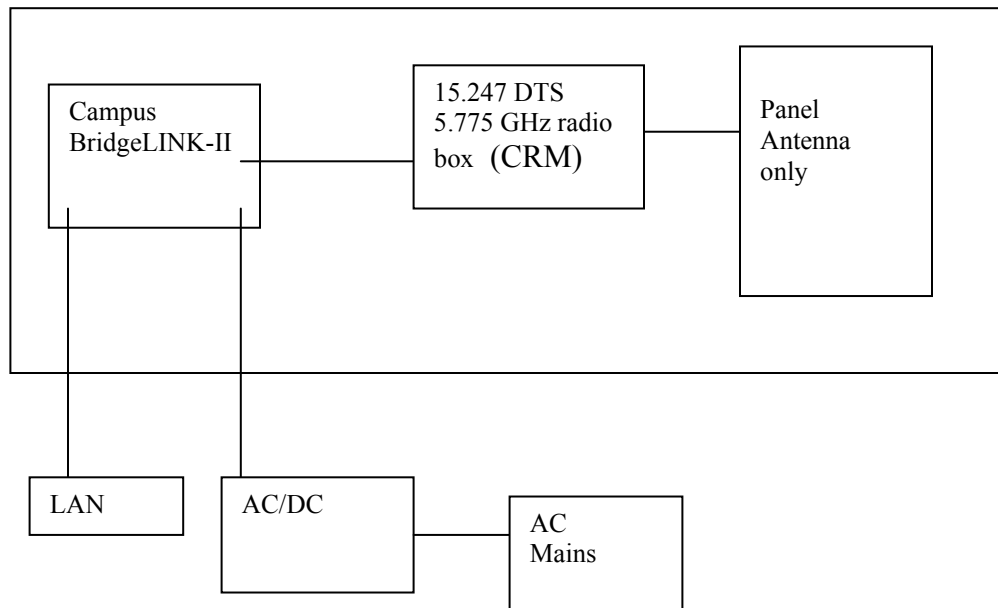 Campus
BridgeLINK-II
15.247 DTS
5.775 GHz radio
box (CRM)
Panel
Antenna
only
LAN
AC/DC
AC
Mains